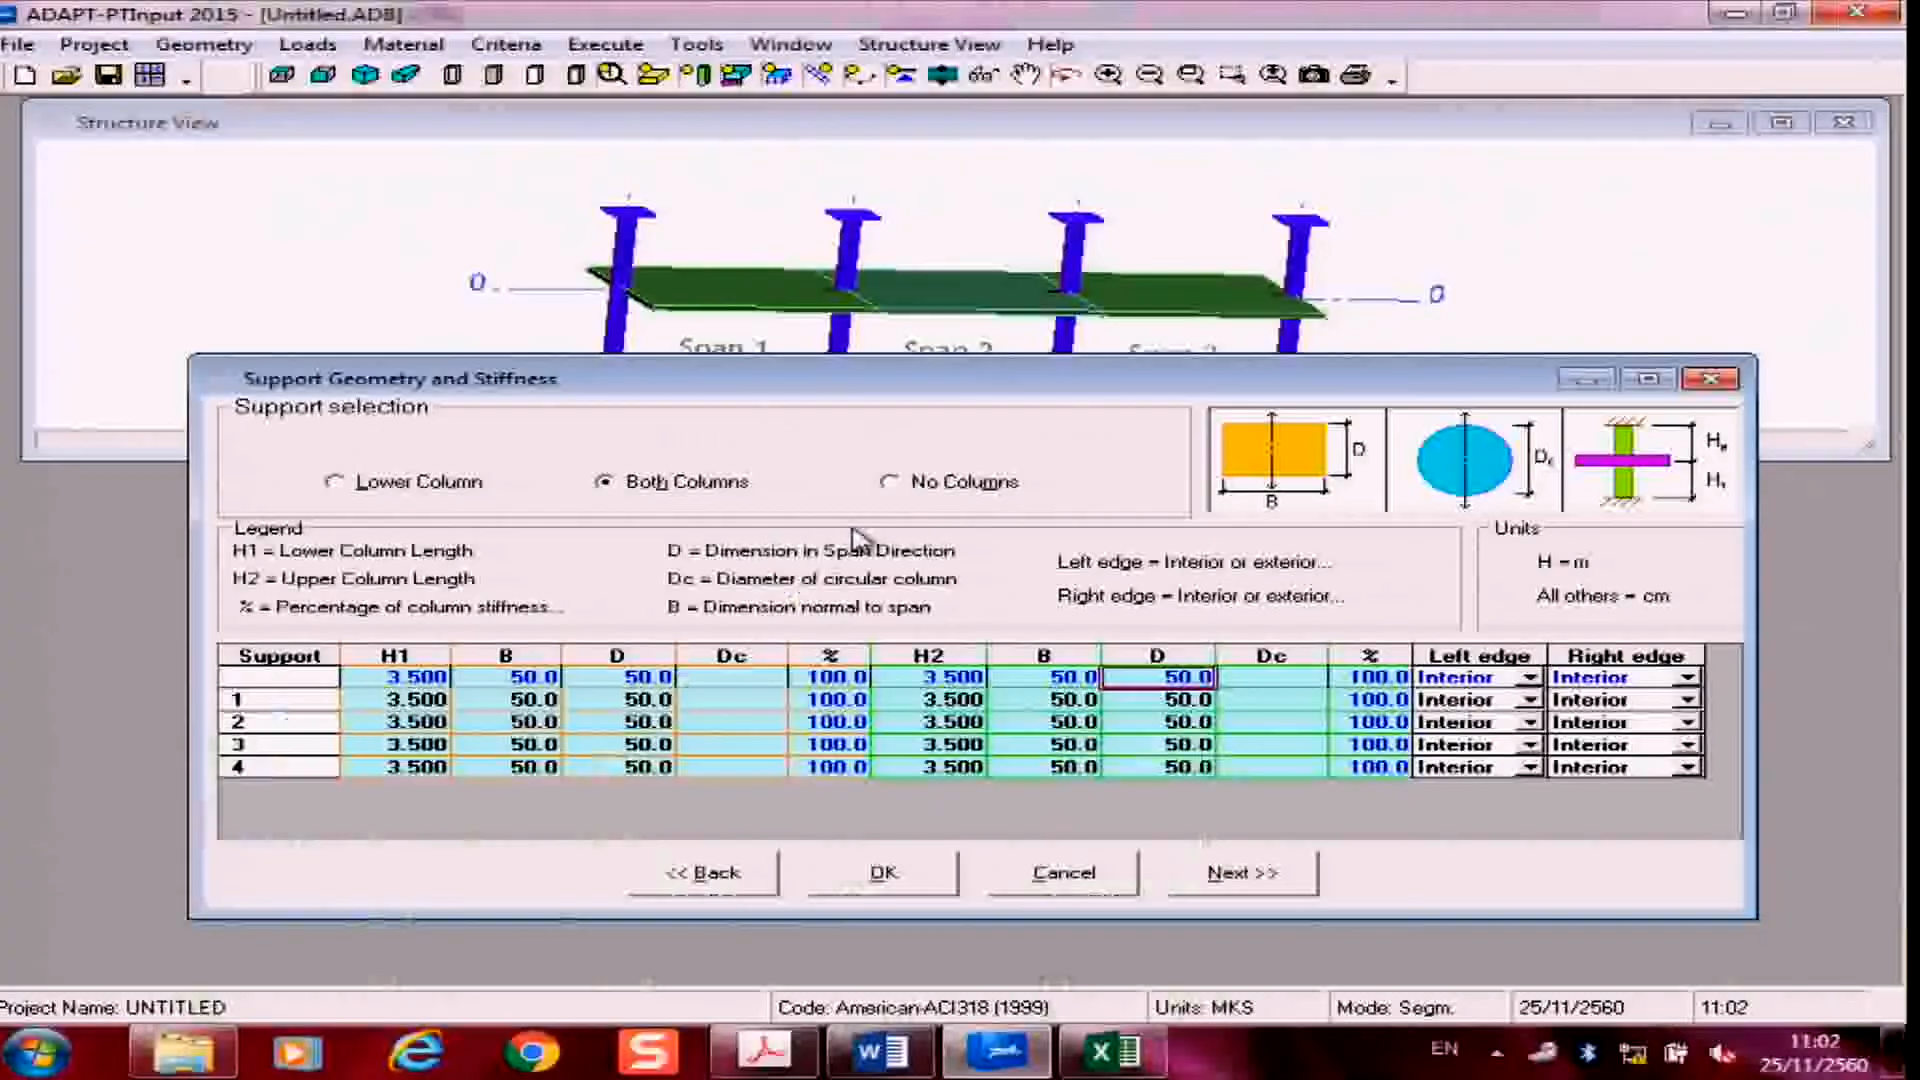 ADAPT-PTInput 2015 - [Untitled.ADB]
File Project Geometry Loads Material Criteria Execute Tools Window Structure View Help
Structure View
0
0
Span 1 Span 2
Support Geometry and Stiffness
Support selection
Lower Column Both Columns No Columns
D
B
H
H
Legend
H1 = Lower Column Length
H2 = Upper Column Length
% = Percentage of column stiffness...
D = Dimension in Span Direction
Dc = Diameter of circular column
B = Dimension normal to span
Left edge = Interior or exterior...
Right edge = Interior or exterior...
Units
H = m
All others = cm
Support H1 B D Dc % H2 B D Dc % Left edge Right edge
3.500 50.0 50.0 100.0 3.500 50.0 50.0 100.0 Interior Interior
1 3.500 50.0 50.0 100.0 3.500 50.0 50.0 100.0 Interior Interior
2 3.500 50.0 50.0 100.0 3.500 50.0 50.0 100.0 Interior Interior
3 3.500 50.0 50.0 100.0 3.500 50.0 50.0 100.0 Interior Interior
4 3.500 50.0 50.0 100.0 3.500 50.0 50.0 100.0 Interior Interior
<< Back OK Cancel Next >>
Project Name: UNTITLED Code: American-ACI318 (1999) Units: MKS Mode: Segm. 25/11/2560 11:02
EN
11:02
25/11/2560